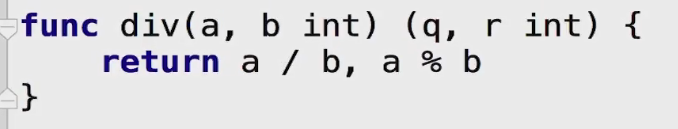 func div(a, b int) (q, r int) {
    return a / b, a % b
}